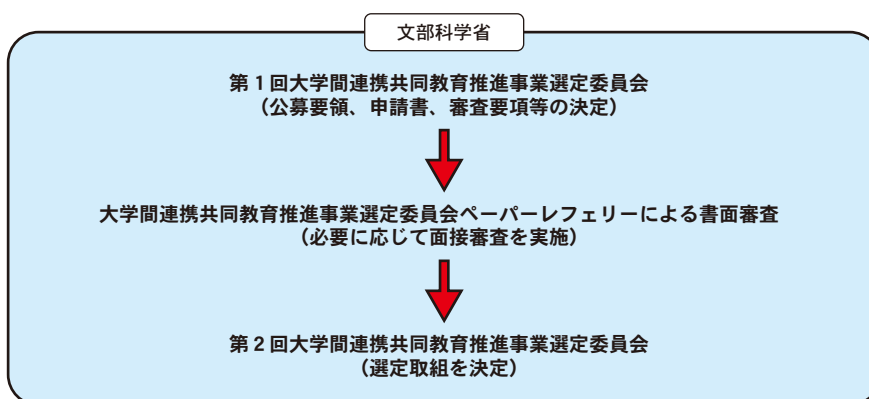 文部科学省
第1回大学間連携共同教育推進事業選定委員会
（公募要領、申請書、審査要項等の決定）
大学間連携共同教育推進事業選定委員会ペーパーレフェリーによる書面審査
（必要に応じて面接審査を実施）
第2回大学間連携共同教育推進事業選定委員会
（選定取組を決定）